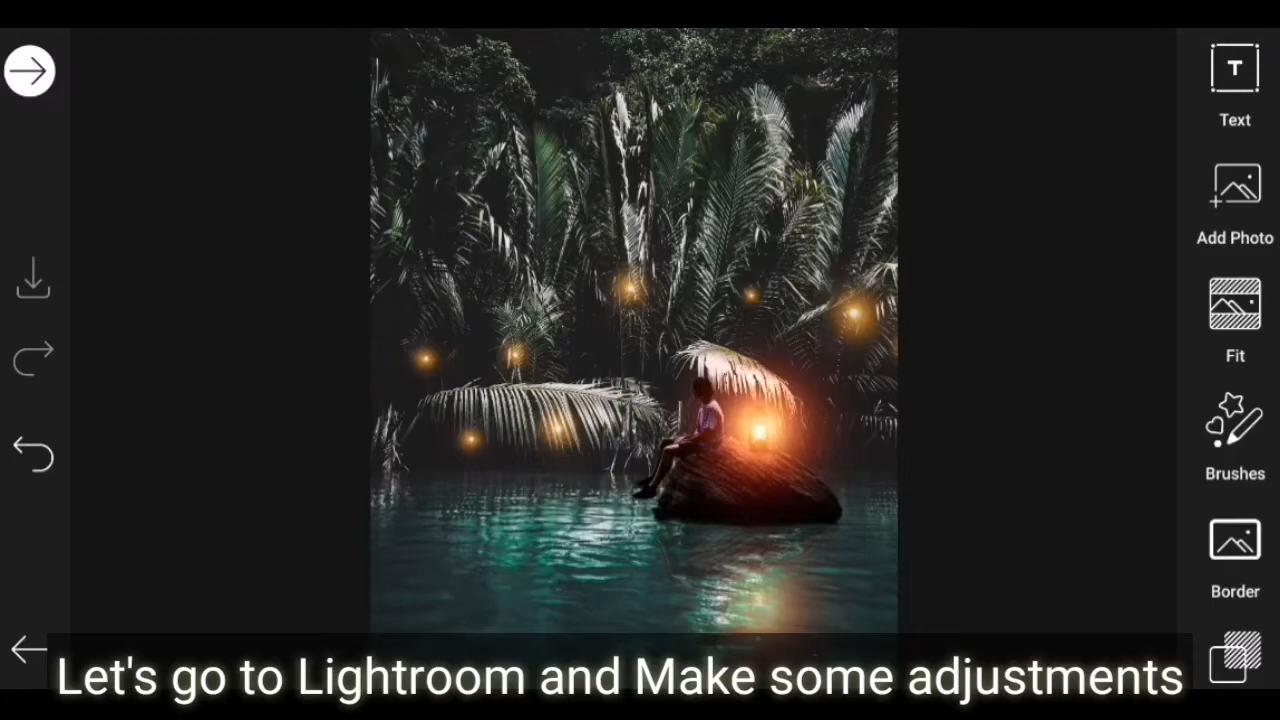 Text
Add Photo
Fit
Brushes
Border
Let's go to Lightroom and Make some adjustments